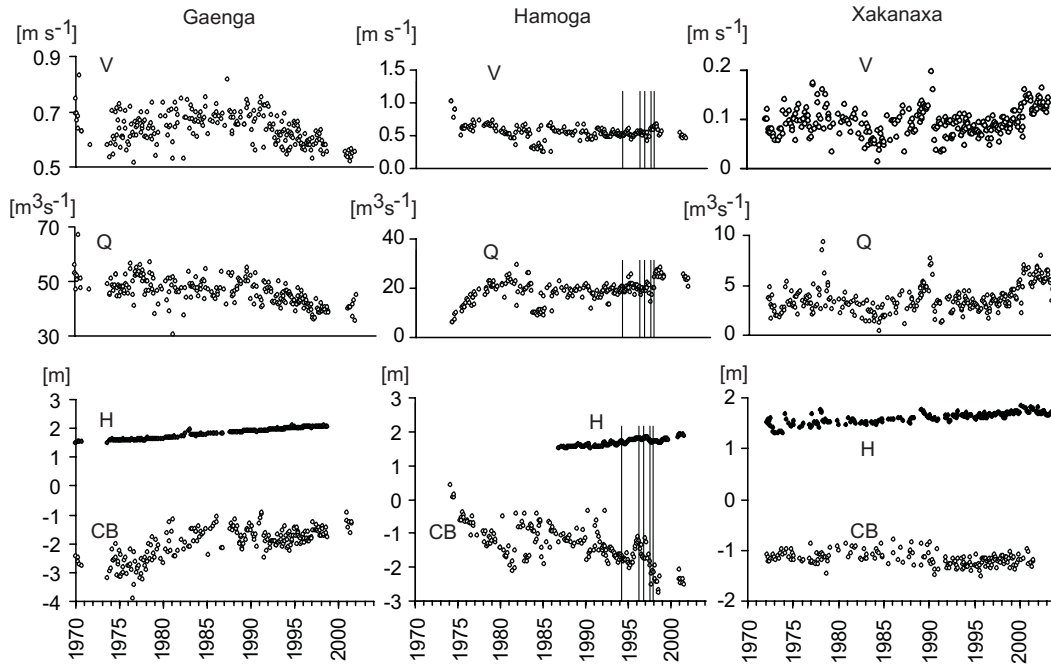 Gaenga
Hamoga
Xakanaxa
[m s-1]
[m s-1]
[m s-1]
0.9
0.7
0.5
V
1.5
1.0
0.5
0.0
V
0.2
0.1
0
V
[m3s-1]
[m3s-1]
[m3s-1]
70
50
30
Q
40
20
0
Q
10
5
0
Q
[m]
[m]
[m]
3
2
1
0
-1
-2
-3
-4
H
CB
3
2
1
0
-1
-2
-3
H
CB
2
1
0
-1
2
H
CB
1970
1975
1980
1985
1990
1995
2000
1970
1975
1980
1985
1990
1995
2000
1970
1975
1980
1985
1990
1995
2000